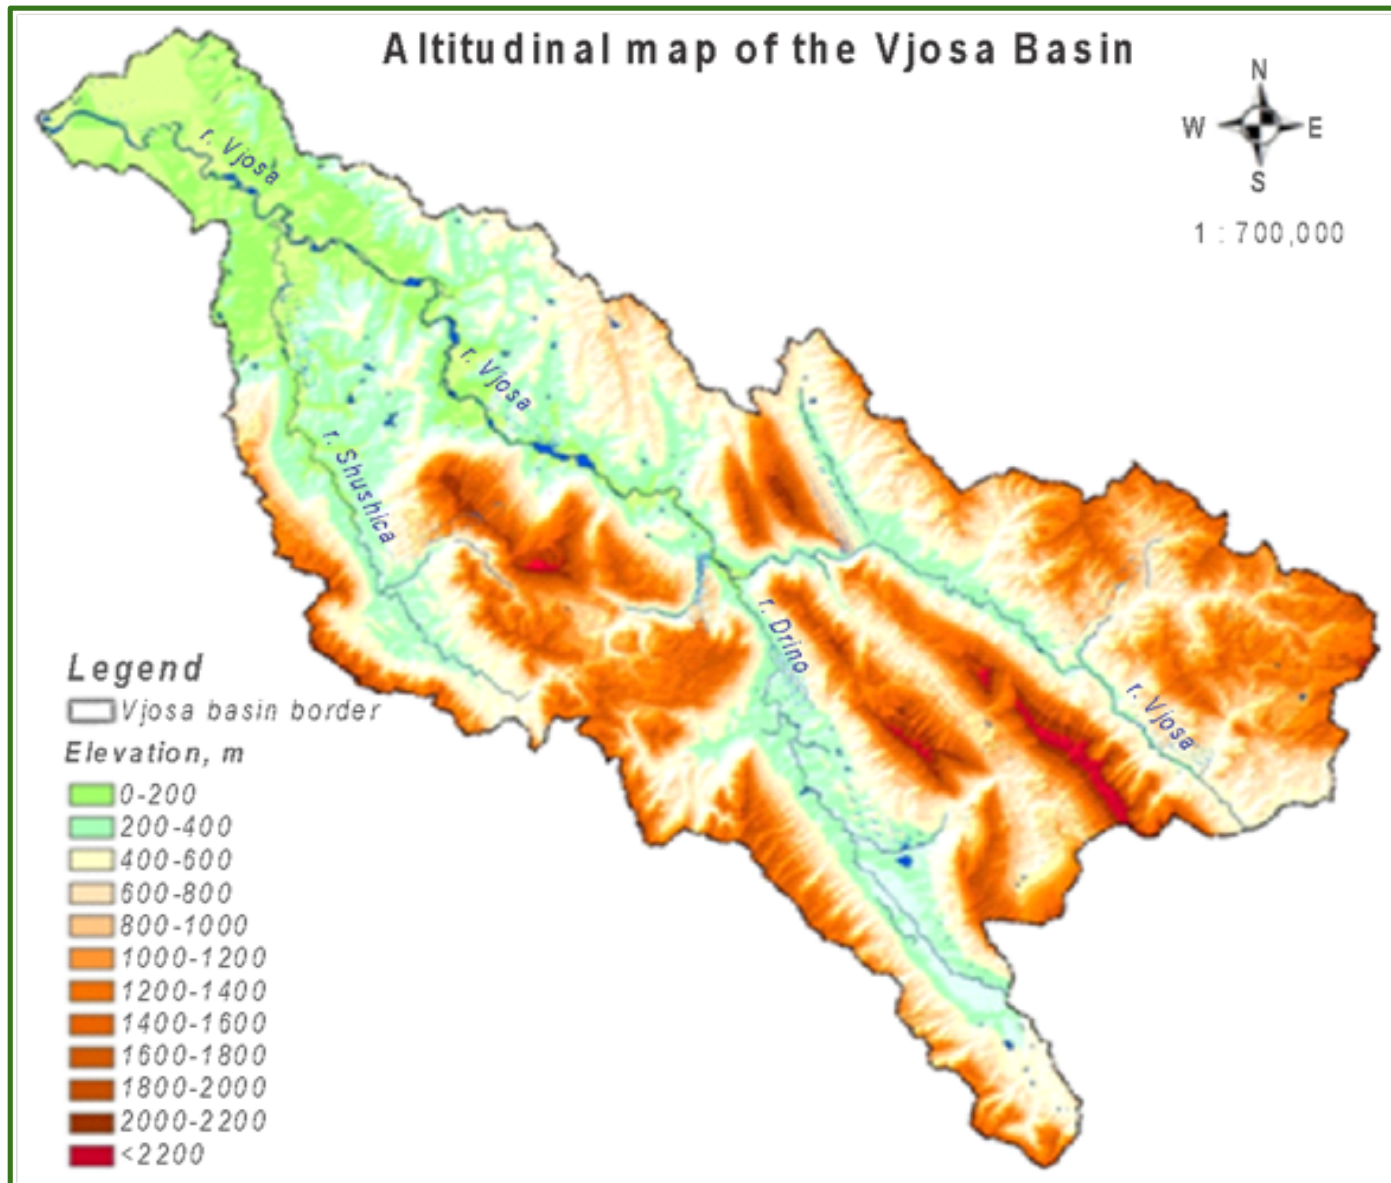 Altitudinal map of the Vjosa Basin
N
W E
S
1 : 700,000
r. Vjosa
r. Vjosa
r. Shushica
r. Drino
r. Vjosa
Legend
Vjosa basin border
Elevation, m
0-200
200-400
400-600
600-800
800-1000
1000-1200
1200-1400
1400-1600
1600-1800
1800-2000
2000-2200
<2200